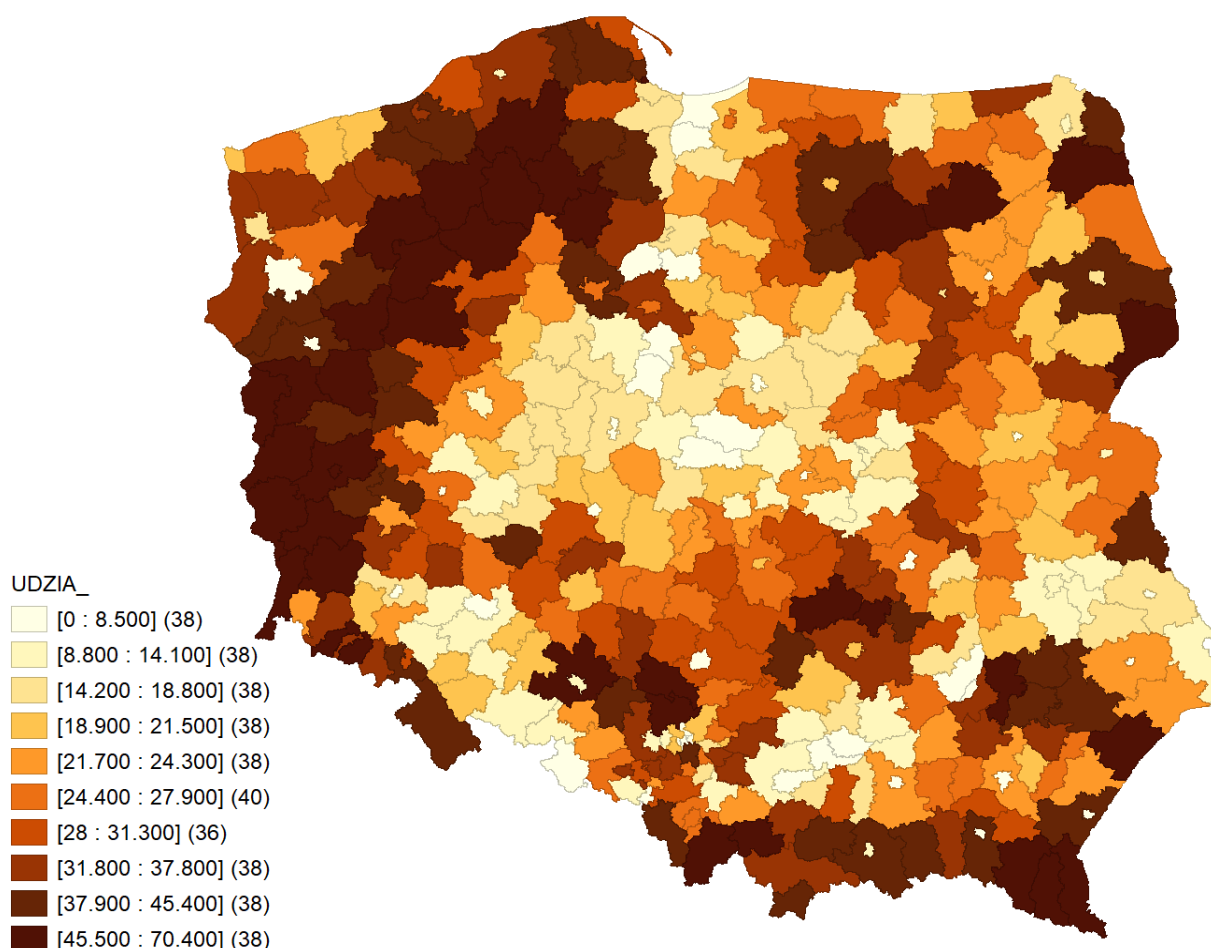 UDZIA_
[0 : 8.500] (38)
[8.800 : 14.100] (38)
[14.200 : 18.800] (38)
[18.900 : 21.500] (38)
[21.700 : 24.300] (38)
[24.400 : 27.900] (40)
[28 : 31.300] (36)
[31.800 : 37.800] (38)
[37.900 : 45.400] (38)
[45.500 : 70.400] (38)